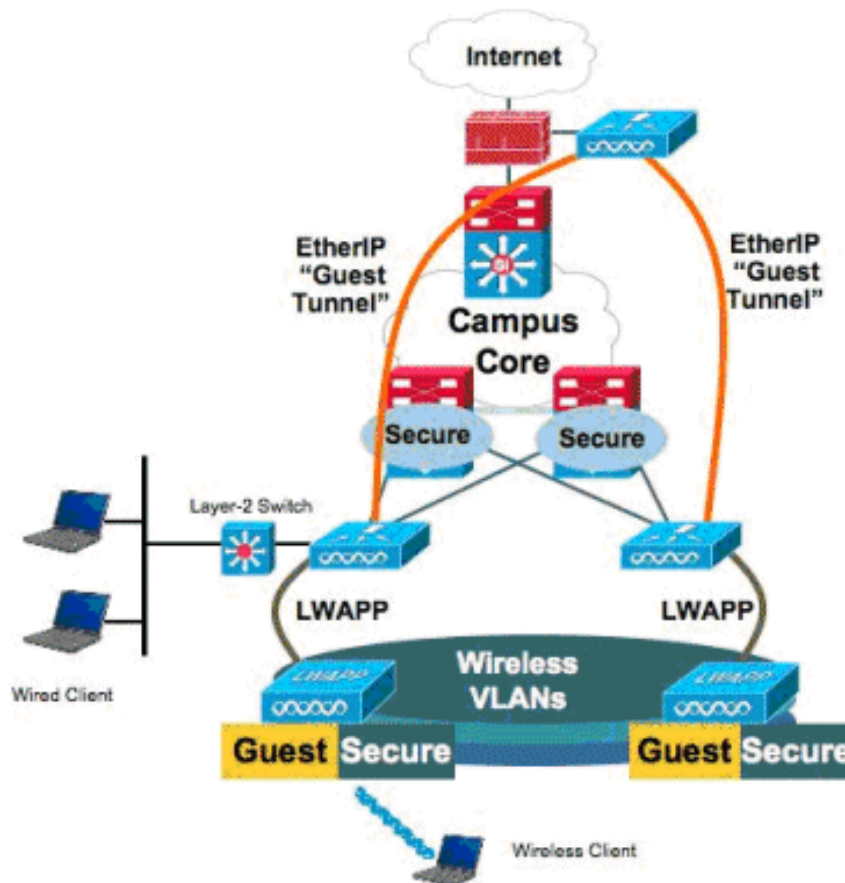 Internet
EtherIP
“Guest
Tunnel”
EtherIP
“Guest
Tunnel”
Campus
Core
Secure
Secure
Layer-2 Switch
LWAPP
LWAPP
Wired Client
Wireless
VLANs
LWAPP
LWAPP
Guest Secure
Guest Secure
Wireless Client